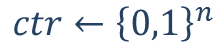 ctr ← {0,1}ⁿ